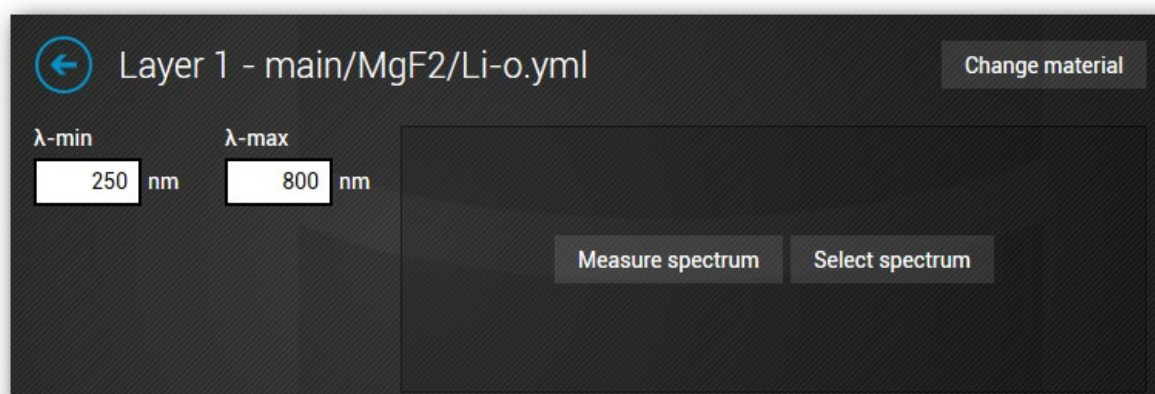 Layer 1 - main/MgF2/Li-o.yml
Change material
λ-min
λ-max
250 nm
800 nm
Measure spectrum
Select spectrum